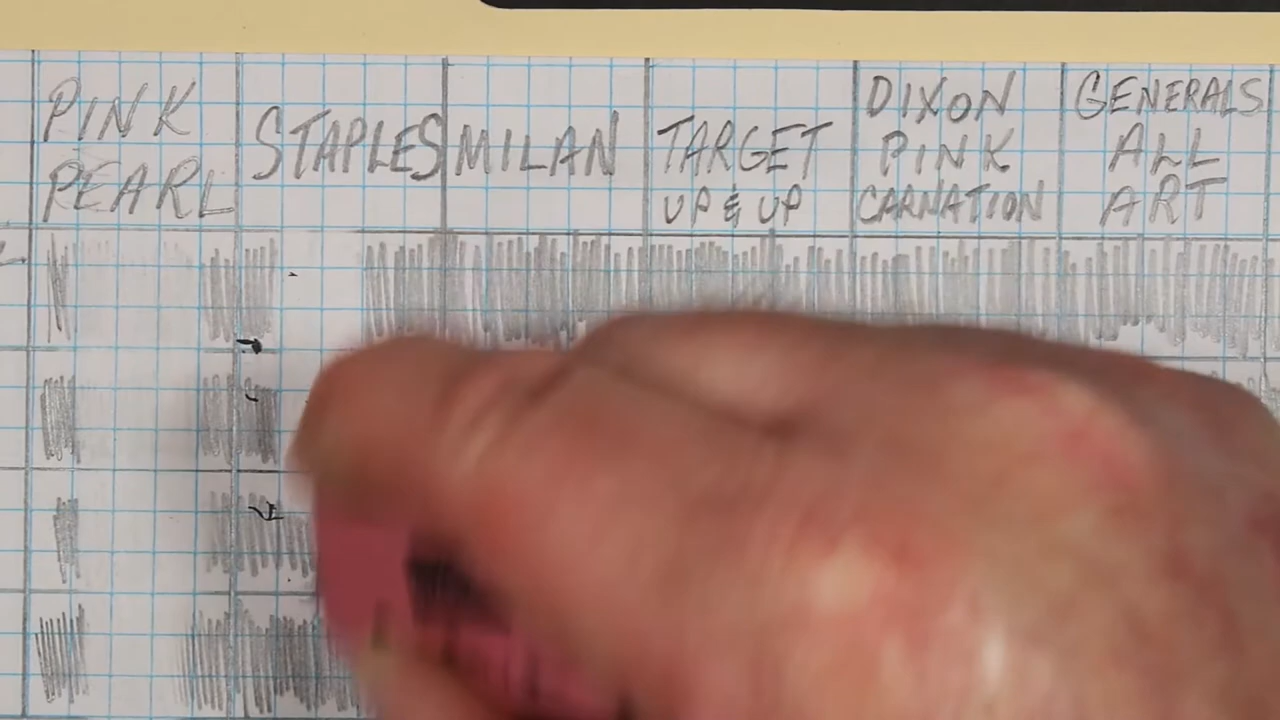 PINK
PEARL
STAPLES
MILAN
TARGET
UP & UP
DIXON
PINK
CARNATION
GENERALS
ALL
ART